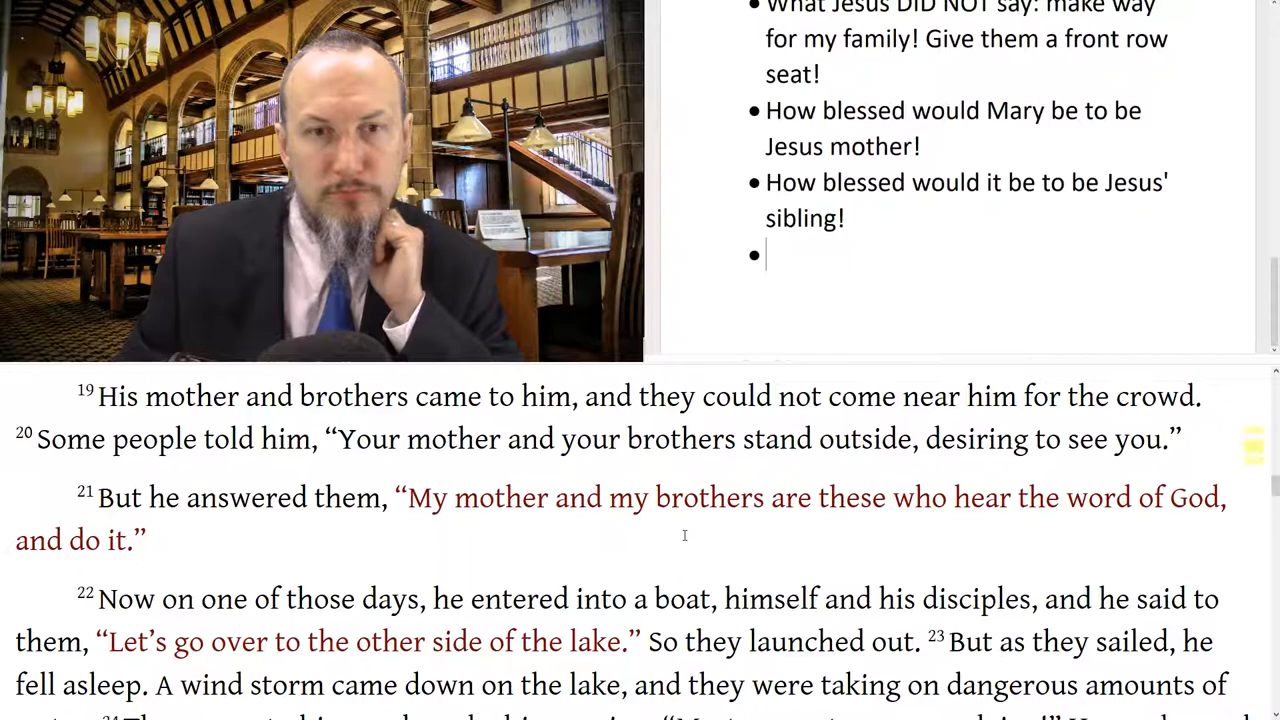 • What Jesus DID NOT say: make way
for my family! Give them a front row
seat!
• How blessed would Mary be to be
Jesus mother!
• How blessed would it be to be Jesus'
sibling!
•
19 His mother and brothers came to him, and they could not come near him for the crowd.
20 Some people told him, “Your mother and your brothers stand outside, desiring to see you.”
21 But he answered them, “My mother and my brothers are these who hear the word of God,
and do it.”
22 Now on one of those days, he entered into a boat, himself and his disciples, and he said to
them, “Let’s go over to the other side of the lake.” So they launched out. 23 But as they sailed, he
fell asleep. A wind storm came down on the lake, and they were taking on dangerous amounts of